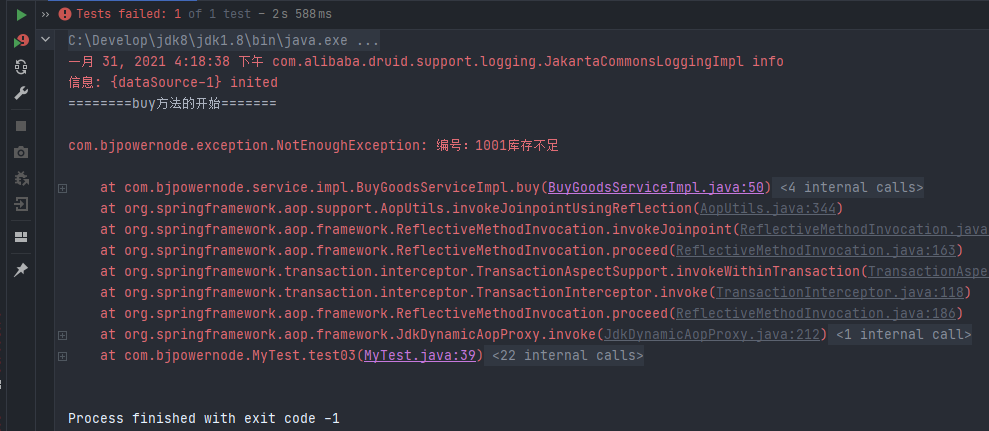 Tests failed: 1 of 1 test – 2 s 588 ms
C:\Develop\jdk8\jdk1.8\bin\java.exe ...
一月 31, 2021 4:18:38 下午 com.alibaba.druid.support.logging.JakartaCommonsLoggingImpl info
信息: {dataSource-1} inited
========buy方法的开始=======
com.bjpowernode.exception.NotEnoughException: 编号：1001库存不足
at com.bjpowernode.service.impl.BuyGoodsServiceImpl.buy(BuyGoodsServiceImpl.java:50) <4 internal calls>
at org.springframework.aop.support.AopUtils.invokeJoinpointUsingReflection(AopUtils.java:344)
at org.springframework.aop.framework.ReflectiveMethodInvocation.invokeJoinpoint(ReflectiveMethodInvocation.java
at org.springframework.aop.framework.ReflectiveMethodInvocation.proceed(ReflectiveMethodInvocation.java:163)
at org.springframework.transaction.interceptor.TransactionAspectSupport.invokeWithinTransaction(TransactionAspe
at org.springframework.transaction.interceptor.TransactionInterceptor.invoke(TransactionInterceptor.java:118)
at org.springframework.aop.framework.ReflectiveMethodInvocation.proceed(ReflectiveMethodInvocation.java:186)
at org.springframework.aop.framework.JdkDynamicAopProxy.invoke(JdkDynamicAopProxy.java:212) <1 internal call>
at com.bjpowernode.MyTest.test03(MyTest.java:39) <22 internal calls>
Process finished with exit code -1